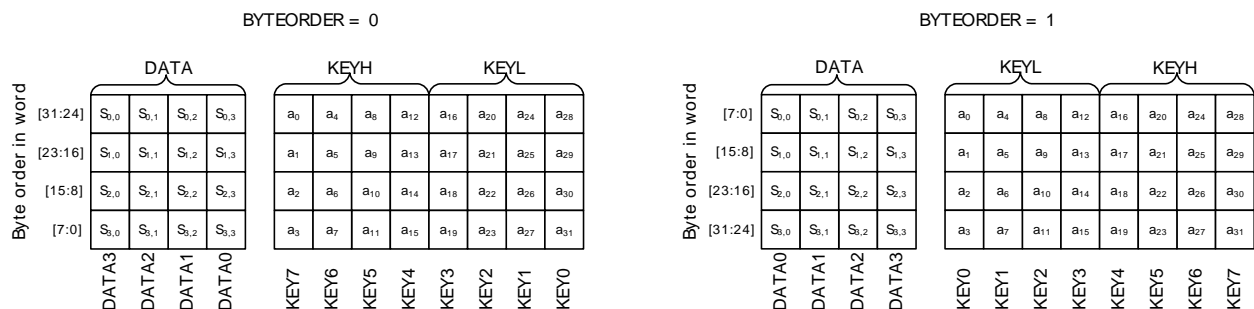 BYTEORDER = 0
DATA KEYH KEYL
Byte order in word
[31:24] S0,0 S0,1 S0,2 S0,3 a0 a4 a8 a12 a16 a20 a24 a28
[23:16] S1,0 S1,1 S1,2 S1,3 a1 a5 a9 a13 a17 a21 a25 a29
[15:8] S2,0 S2,1 S2,2 S2,3 a2 a6 a10 a14 a18 a22 a26 a30
[7:0] S3,0 S3,1 S3,2 S3,3 a3 a7 a11 a15 a19 a23 a27 a31
DATA3 DATA2 DATA1 DATA0 KEY7 KEY6 KEY5 KEY4 KEY3 KEY2 KEY1 KEY0
BYTEORDER = 1
DATA KEYL KEYH
Byte order in word
[7:0] S0,0 S0,1 S0,2 S0,3 a0 a4 a8 a12 a16 a20 a24 a28
[15:8] S1,0 S1,1 S1,2 S1,3 a1 a5 a9 a13 a17 a21 a25 a29
[23:16] S2,0 S2,1 S2,2 S2,3 a2 a6 a10 a14 a18 a22 a26 a30
[31:24] S3,0 S3,1 S3,2 S3,3 a3 a7 a11 a15 a19 a23 a27 a31
DATA0 DATA1 DATA2 DATA3 KEY0 KEY1 KEY2 KEY3 KEY4 KEY5 KEY6 KEY7